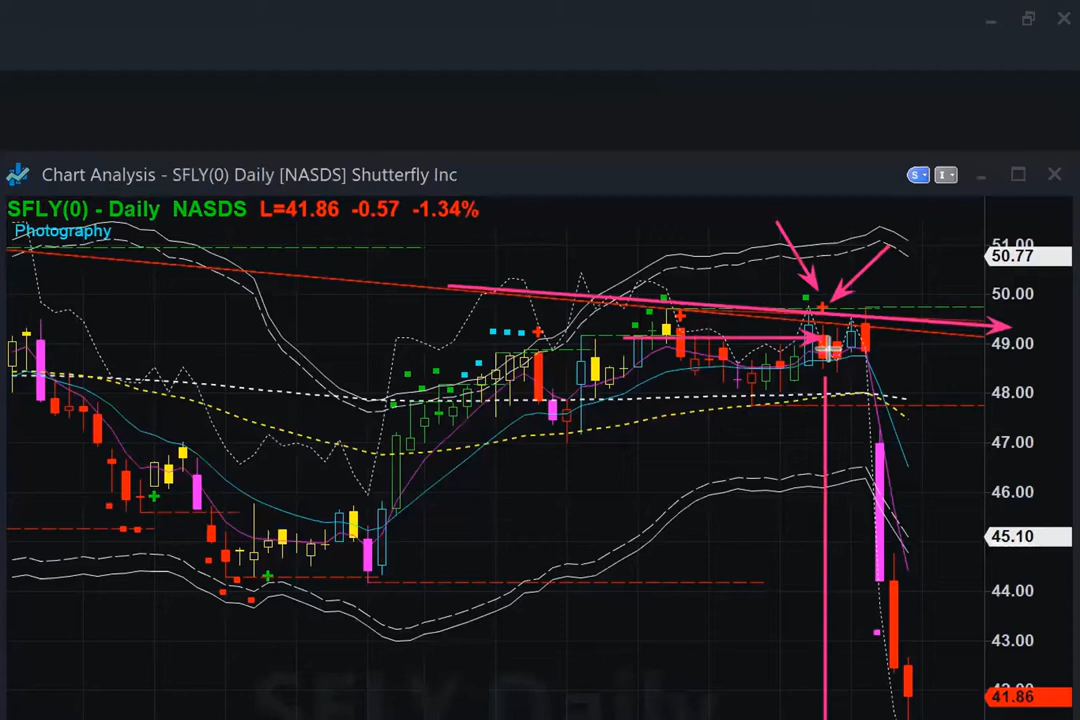 Chart Analysis - SFLY(0) Daily [NASDS] Shutterfly Inc
S
I
SFLY(0) - Daily NASDS L=41.86 -0.57 -1.34%
Photography
51.00
50.77
50.00
49.00
48.00
47.00
46.00
45.10
44.00
43.00
41.86
SFLY Daily